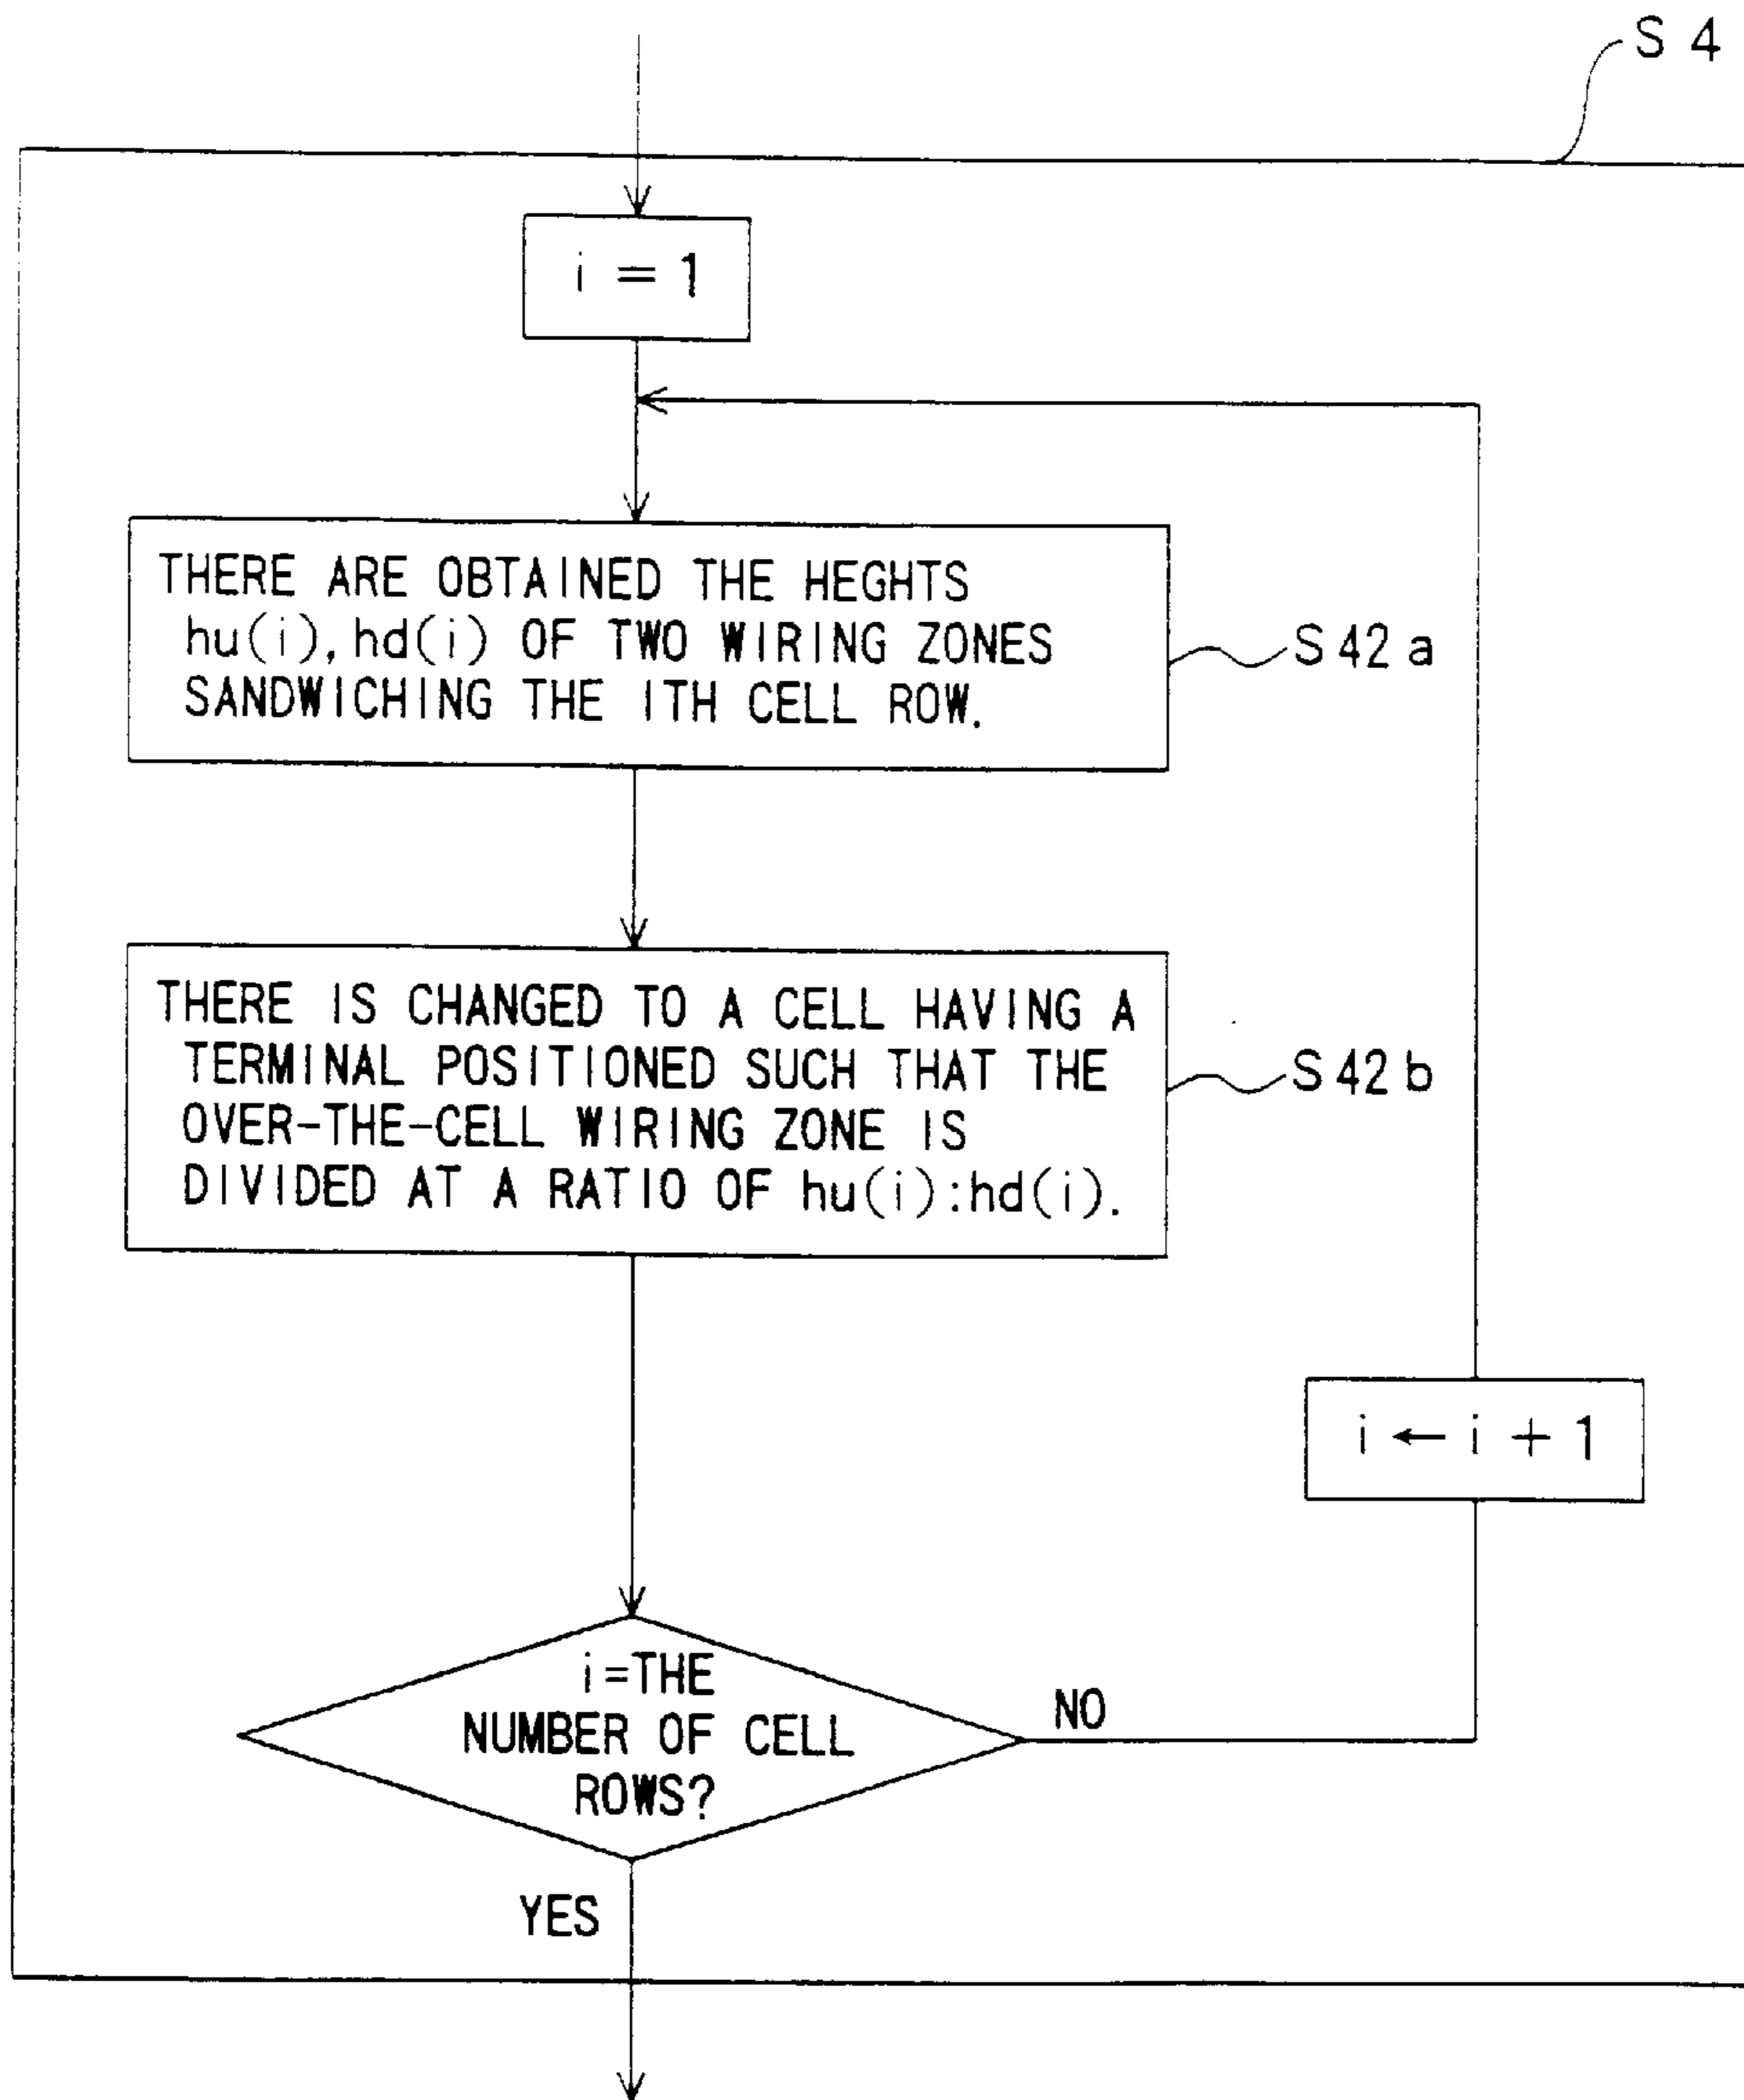 S 4
i = 1
THERE ARE OBTAINED THE HEGHTS
hu(i), hd(i) OF TWO WIRING ZONES
SANDWICHING THE ITH CELL ROW.
S 42 a
THERE IS CHANGED TO A CELL HAVING A
TERMINAL POSITIONED SUCH THAT THE
OVER-THE-CELL WIRING ZONE IS
DIVIDED AT A RATIO OF hu(i):hd(i).
S 42 b
i ← i + 1
i=THE
NUMBER OF CELL
ROWS?
NO
YES